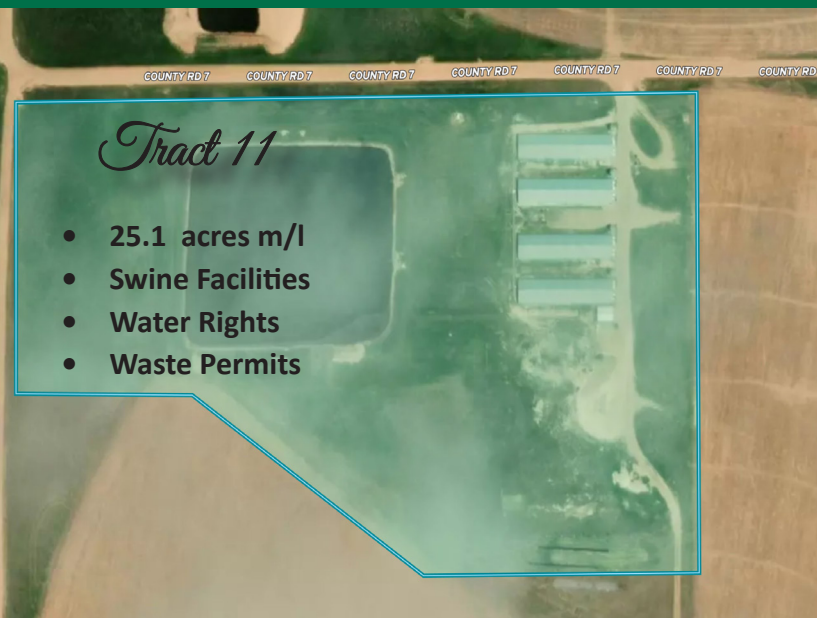 COUNTY RD 7 COUNTY RD 7 COUNTY RD 7 COUNTY RD 7 COUNTY RD 7 COUNTY RD 7 COUNTY RD
Tract 11
• 25.1 acres m/l
• Swine Facilities
• Water Rights
• Waste Permits